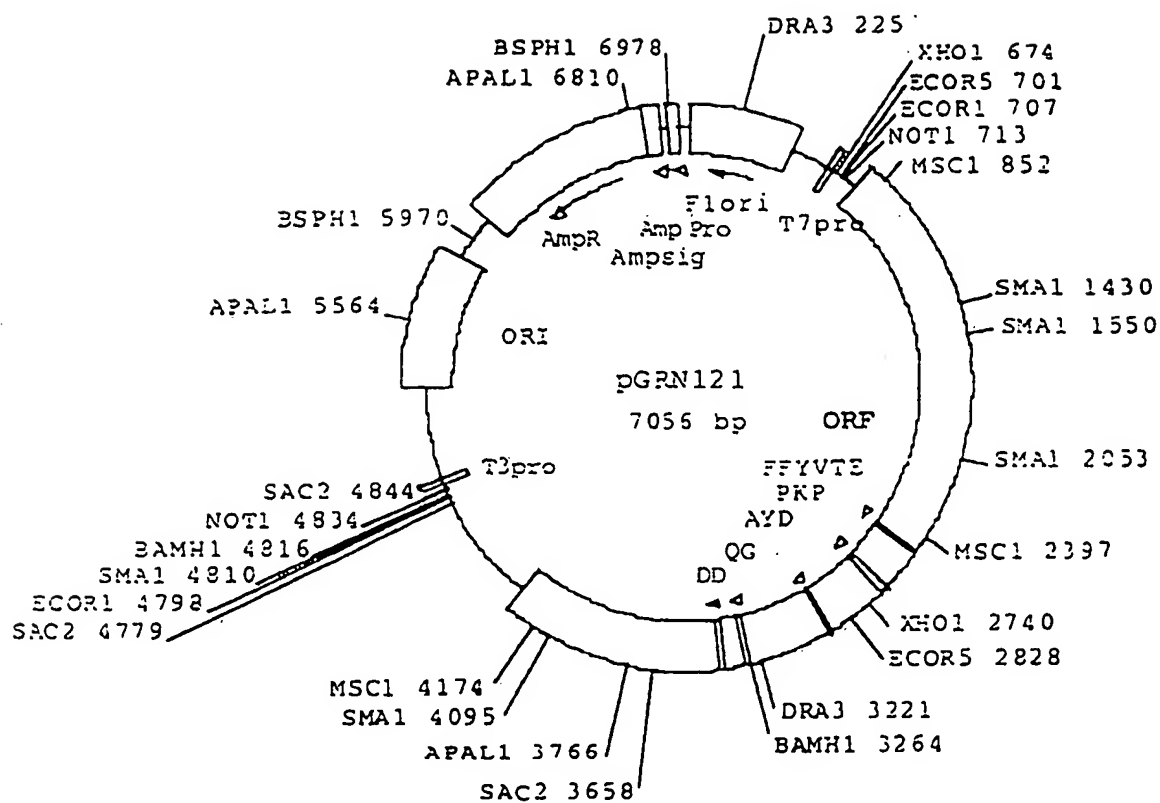 DRA3 225
BSPH1 6978
APAL1 6810
XHO1 674
ECOR5 701
ECOR1 707
NOT1 713
MSC1 852
F1ori
T7pro
Amp Pro
AmpR
Ampsig
BSPH1 5970
APAL1 5564
ORI
SMA1 1430
SMA1 1550
pGRN121
7056 bp
ORF
SMA1 2053
FFYVTE
PKP
AYD
QG
DD
T3pro
SAC2 4844
NOT1 4834
BAMH1 4816
SMA1 4810
ECOR1 4798
SAC2 4779
MSC1 2397
XHO1 2740
ECOR5 2828
DRA3 3221
BAMH1 3264
MSC1 4174
SMA1 4095
APAL1 3766
SAC2 3658